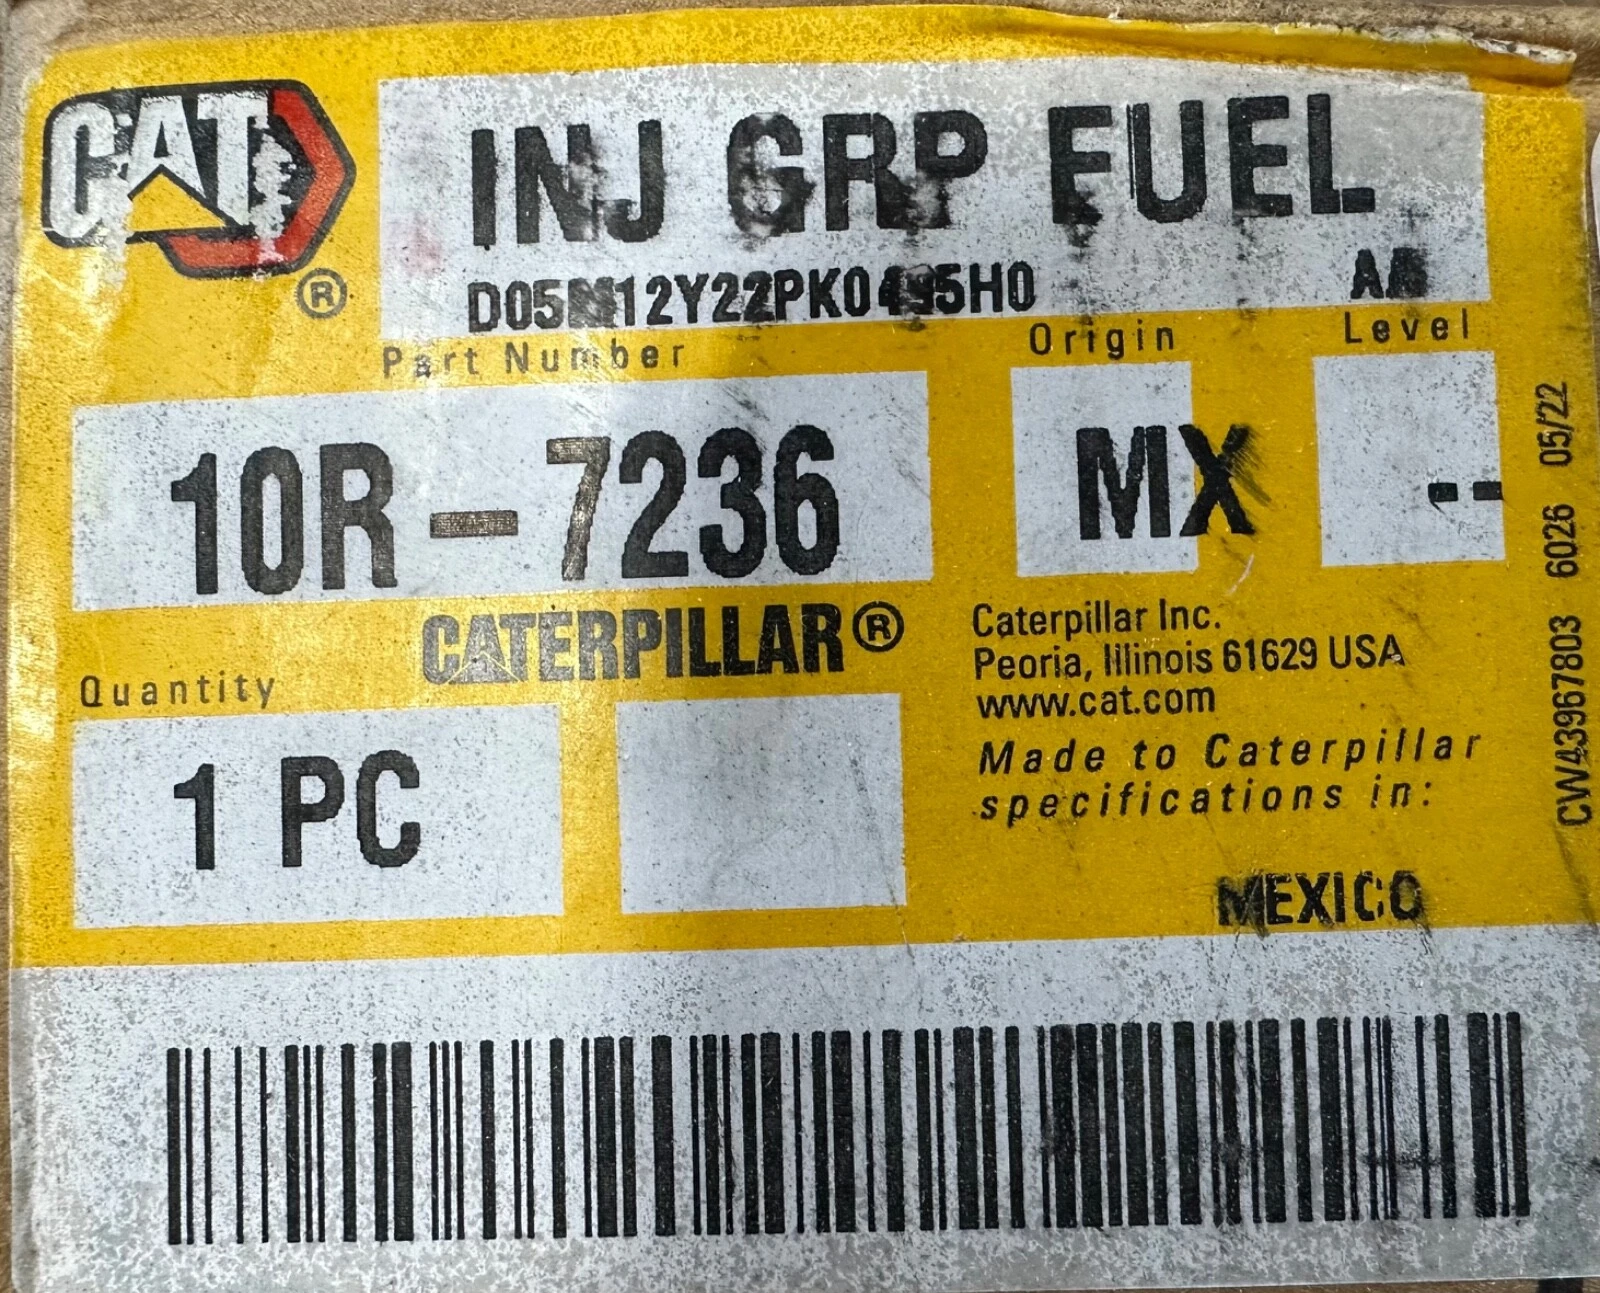 CAT
®
INJ GRP FUEL
Part Number
Origin
Level
10R-7236
MX
--
CATERPILLAR®
Caterpillar Inc.
Peoria, Illinois 61629 USA
www.cat.com
Quantity
1 PC
Made to Caterpillar
specifications in:
MEXICO
CW43967803 6026 05/22